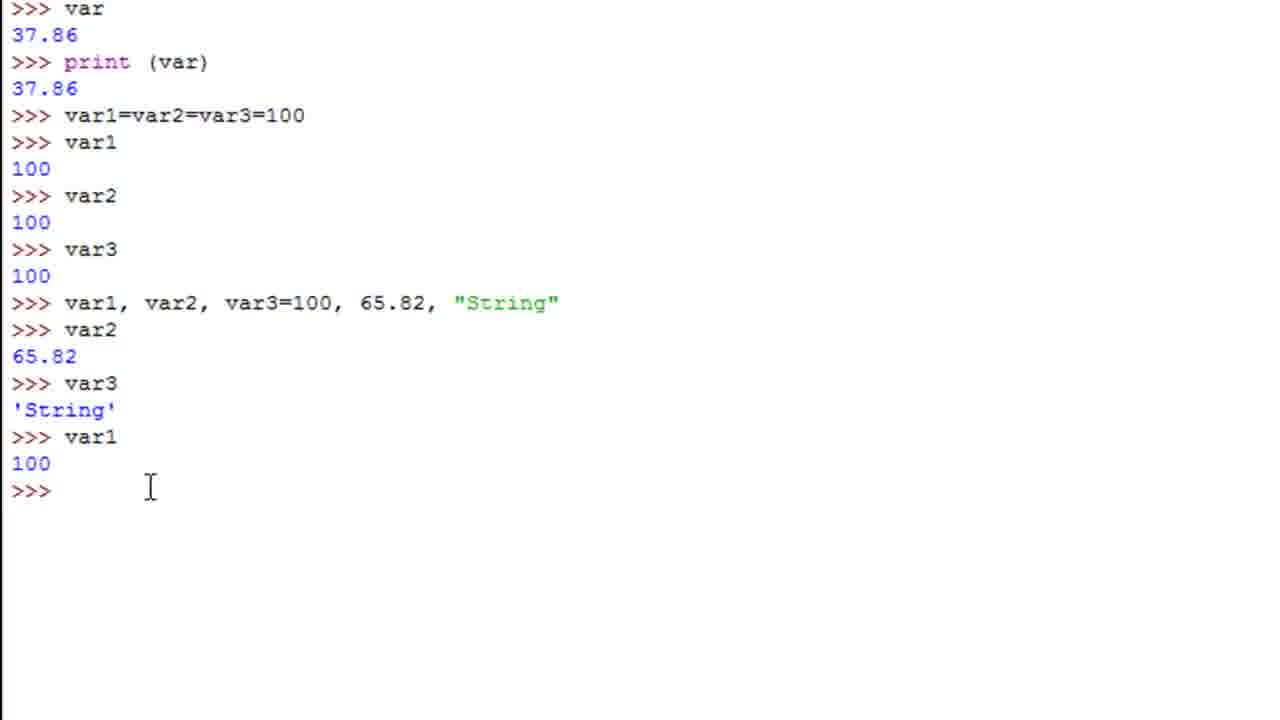 >>> var
37.86
>>> print (var)
37.86
>>> var1=var2=var3=100
>>> var1
100
>>> var2
100
>>> var3
100
>>> var1, var2, var3=100, 65.82, "String"
>>> var2
65.82
>>> var3
'String'
>>> var1
100
>>>